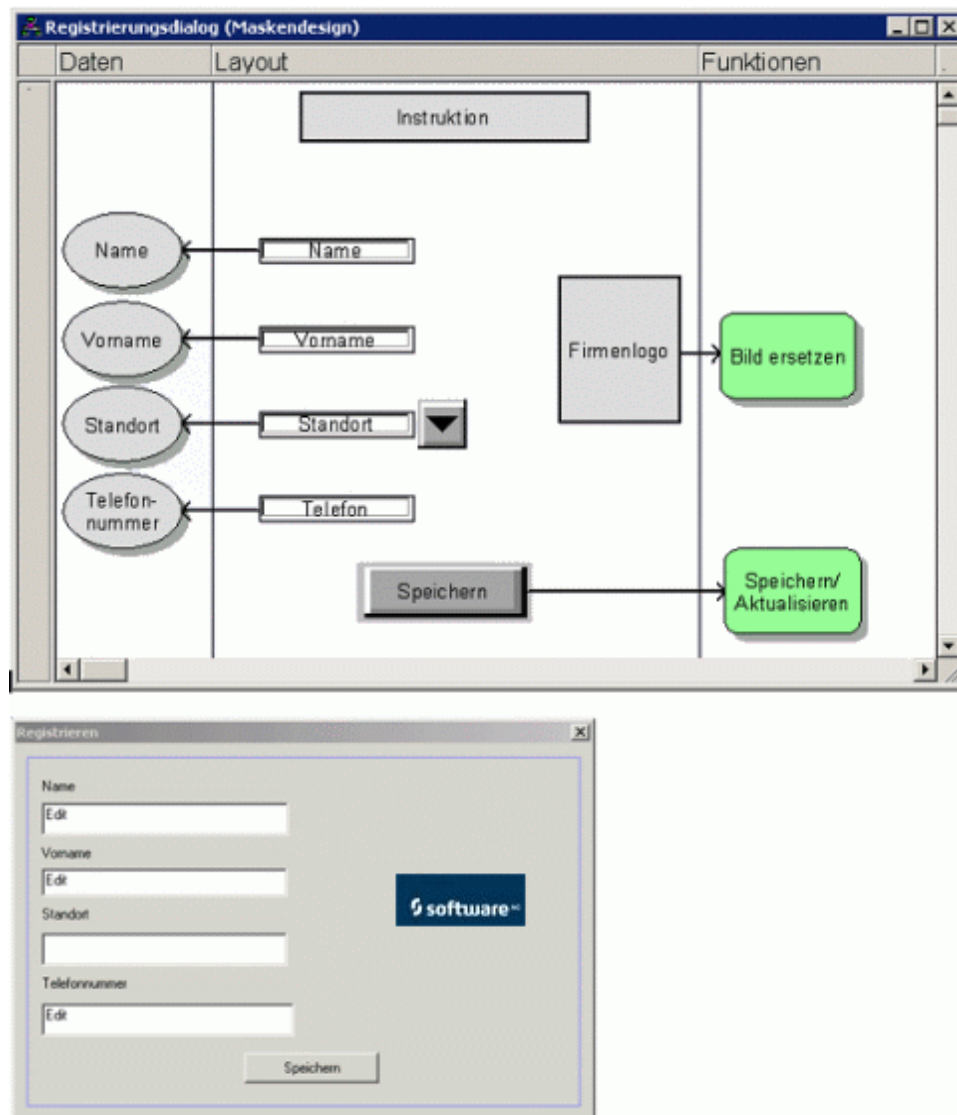 Registrierungsdialog (Maskendesign)
Daten
Layout
Funktionen
Instruktion
Name
Name
Vorname
Vorname
Firmenlogo
Bild ersetzen
Standort
Standort
Telefon-
nummer
Telefon
Speichern
Speichern/
Aktualisieren
Registrieren
Name
Edit
Vorname
Edit
software
Standort
Telefonnummer
Edit
Speichern